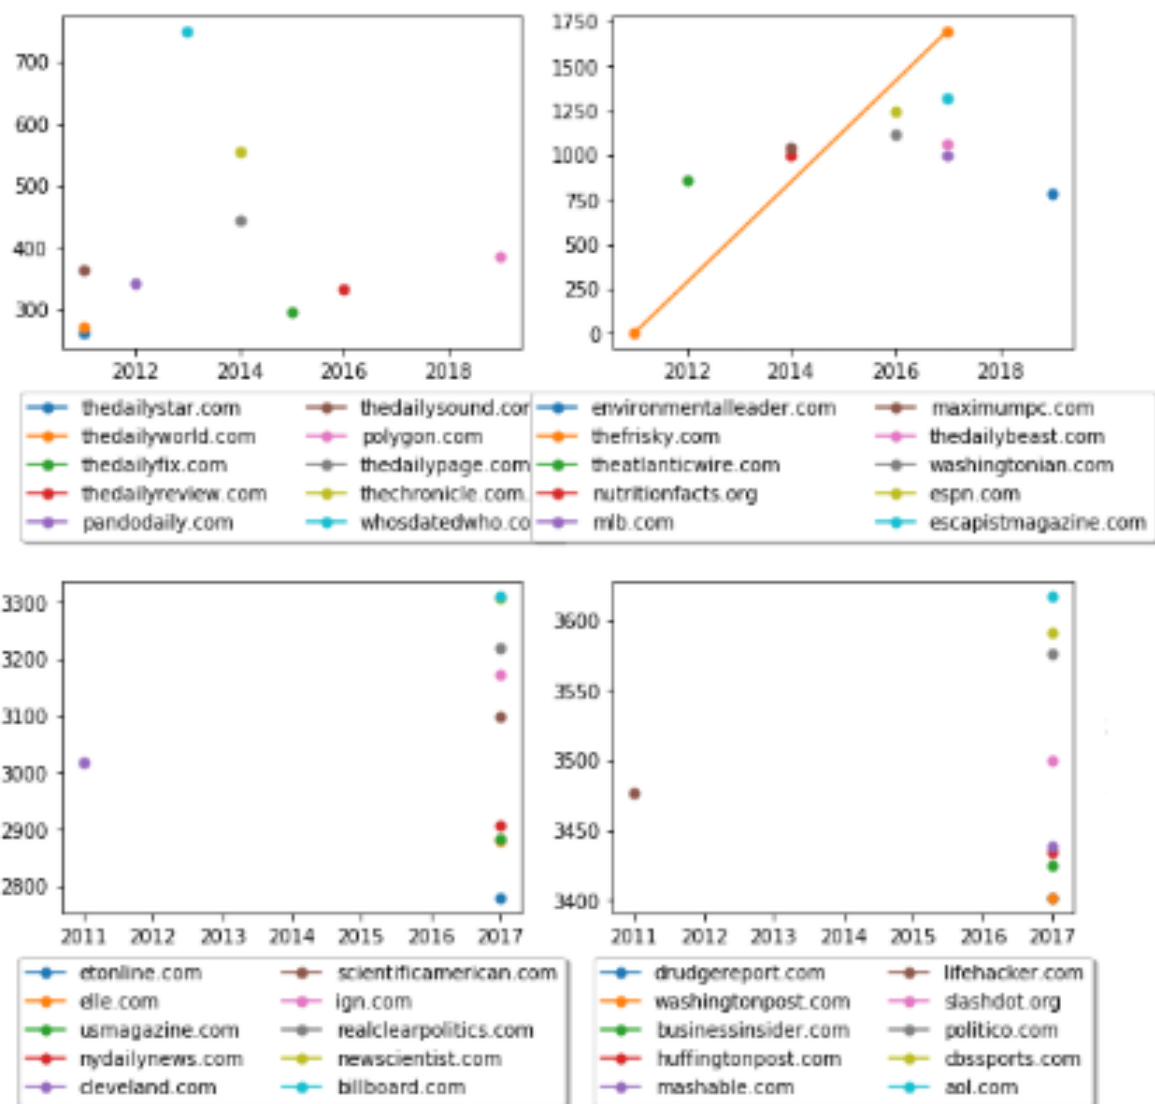 700
600
500
400
300
2012 2014 2016 2018
1750
1500
1250
1000
750
500
250
0
2012 2014 2016 2018
thedailystar.com thedailysound.cor
thedailyworld.com polygon.com
thedailyfix.com thedailypage.com
thedailyreview.com thechronicle.com
pandodaily.com whosdatedwho.co
environmentalleader.com maximumpc.com
thefrisky.com thedailybeast.com
theatlanticwire.com washingtonian.com
nutritionfacts.org espn.com
mlb.com escapistmagazine.com
3300
3200
3100
3000
2900
2800
2011 2012 2013 2014 2015 2016 2017
3600
3550
3500
3450
3400
2011 2012 2013 2014 2015 2016 2017
etonline.com scientificamerican.com
elle.com ign.com
usmagazine.com realclearpolitics.com
nydailynews.com newscientist.com
cleveland.com billboard.com
drudgereport.com lifehacker.com
washingtonpost.com slashdot.org
businessinsider.com politico.com
huffingtonpost.com cbssports.com
mashable.com aol.com